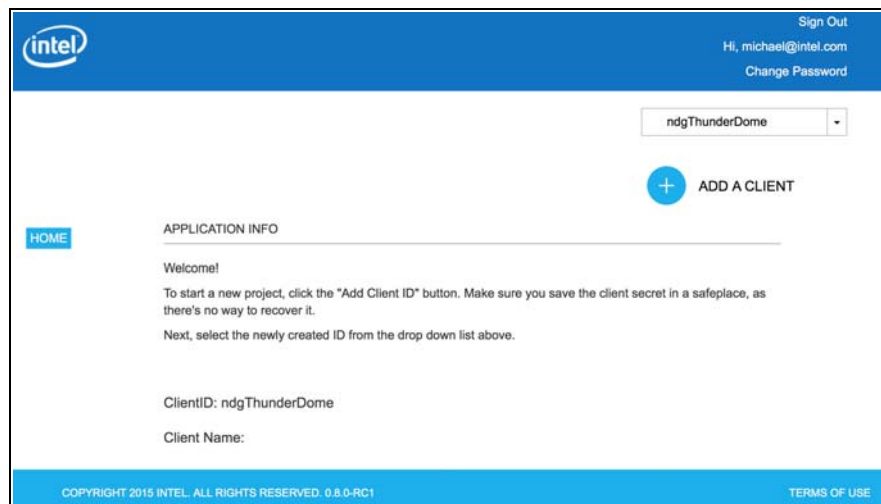 intel
Sign Out
Hi, michael@intel.com
Change Password
ndgThunderDome
+ ADD A CLIENT
HOME
APPLICATION INFO
Welcome!
To start a new project, click the "Add Client ID" button. Make sure you save the client secret in a safeplace, as
there's no way to recover it.
Next, select the newly created ID from the drop down list above.
ClientID: ndgThunderDome
Client Name:
COPYRIGHT 2015 INTEL. ALL RIGHTS RESERVED. 0.8.0-RC1
TERMS OF USE